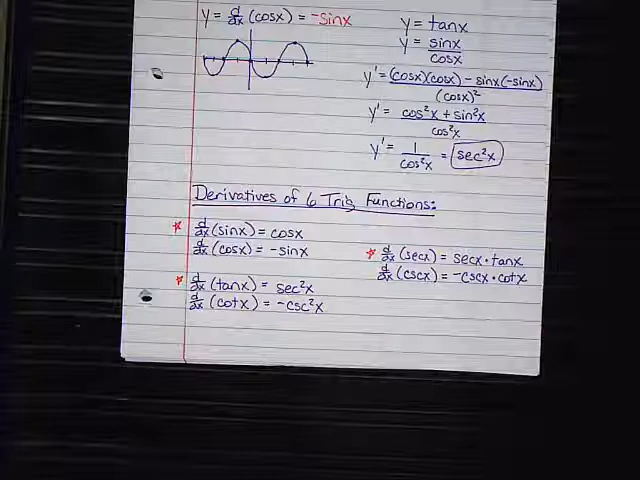 y = d/dx (cosx) = -sinx
y = tanx
y = sinx/cosx
y' = (cosx)(cosx) - sinx(-sinx)/(cosx)²
y' = cos²x + sin²x/cos²x
y' = 1/cos²x = sec²x
Derivatives of 6 Trig Functions:
* d/dx (sinx) = cosx
d/dx (cosx) = -sinx
* d/dx (tanx) = sec²x
d/dx (cotx) = -csc²x
* d/dx (secx) = secx·tanx
d/dx (cscx) = -cscx·cotx